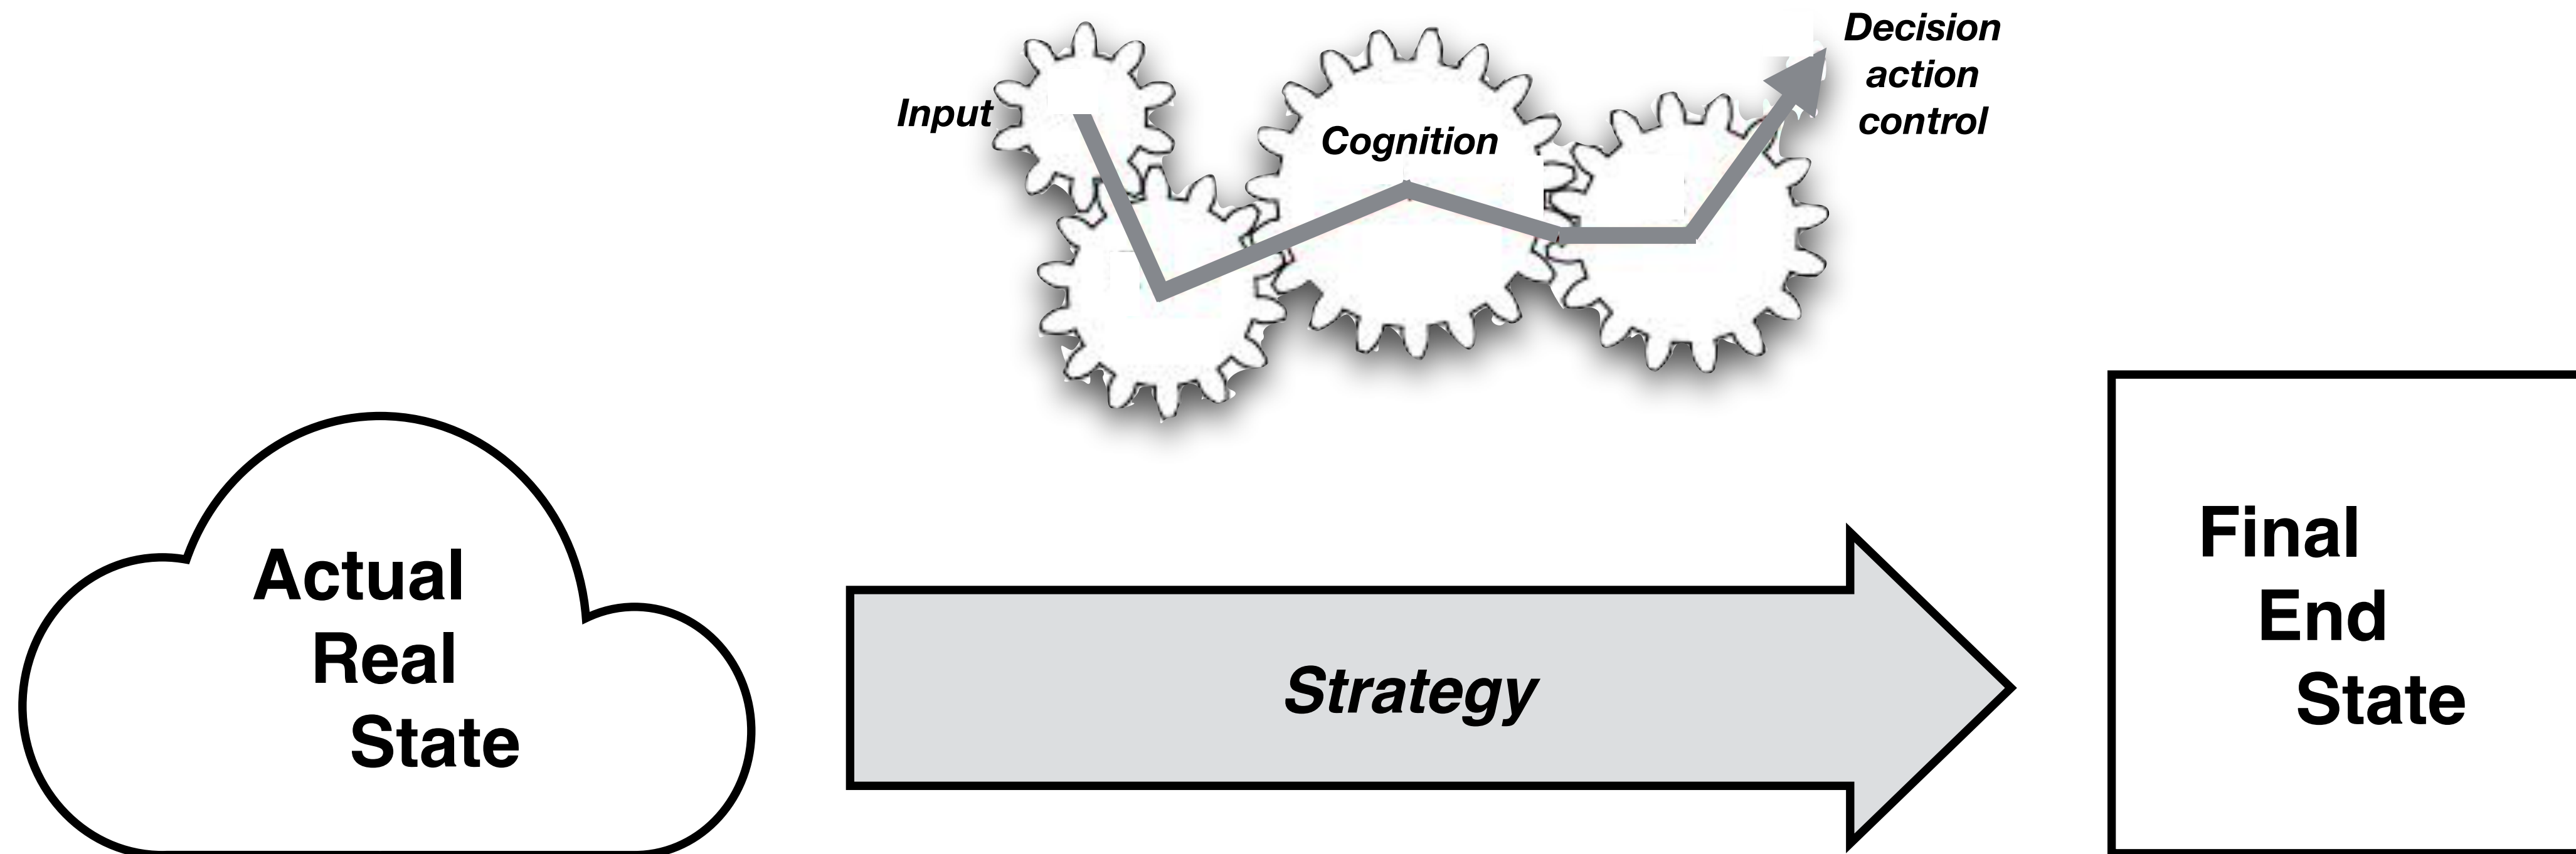 Input
Cognition
Decision
action
control
Actual
Real
State
Strategy
Final
End
State